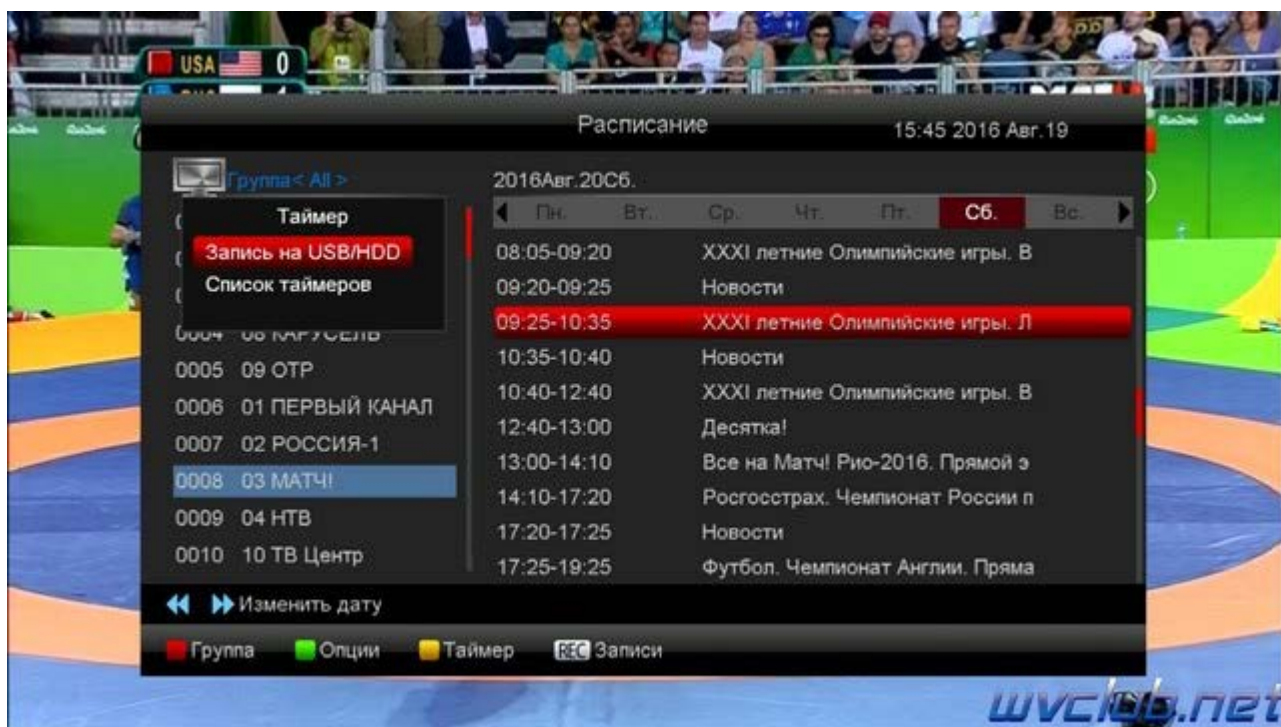 USA 0
Расписание
15:45 2016 Авг.19
Группа< All >
2016Авг.20Сб.
Таймер
Запись на USB/HDD
Список таймеров
Пн. Вт. Ср. Чт. Пт. Сб. Вс.
08:05-09:20 XXXI летние Олимпийские игры. В
09:20-09:25 Новости
09:25-10:35 XXXI летние Олимпийские игры. Л
10:35-10:40 Новости
10:40-12:40 XXXI летние Олимпийские игры. В
12:40-13:00 Десятка!
13:00-14:10 Все на Матч! Рио-2016. Прямой э
14:10-17:20 Росгосстрах. Чемпионат России п
17:20-17:25 Новости
17:25-19:25 Футбол. Чемпионат Англии. Пряма
0004 08 КАРУСЕЛЬ
0005 09 ОТР
0006 01 ПЕРВЫЙ КАНАЛ
0007 02 РОССИЯ-1
0008 03 МАТЧ!
0009 04 НТВ
0010 10 ТВ Центр
Изменить дату
Группа Опции Таймер REC Записи
wvclub.net